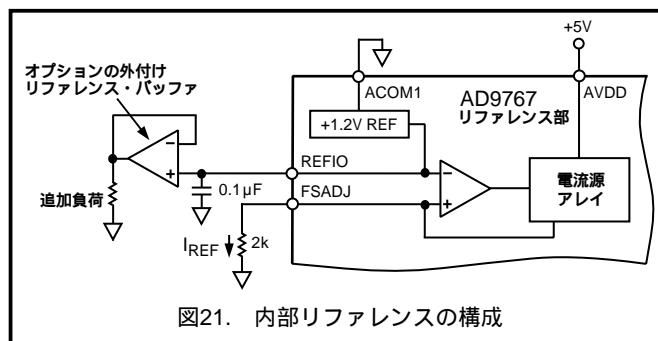 +5V
オプションの外付け
リファレンス・バッファ
ACOM1
AD9767
リファレンス部
AVDD
+1.2V REF
REFIO
FSADJ
0.1µF
追加負荷
IREF
2k
電流源
アレイ
図21. 内部リファレンスの構成